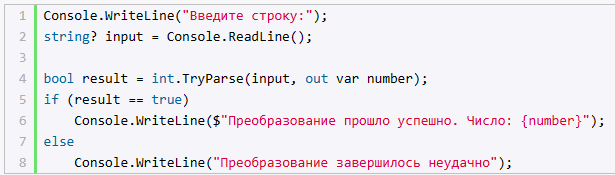 1 Console.WriteLine("Введите строку:");
2 string? input = Console.ReadLine();
3
4 bool result = int.TryParse(input, out var number);
5 if (result == true)
6     Console.WriteLine($"Преобразование прошло успешно. Число: {number}");
7 else
8     Console.WriteLine("Преобразование завершилось неудачно");